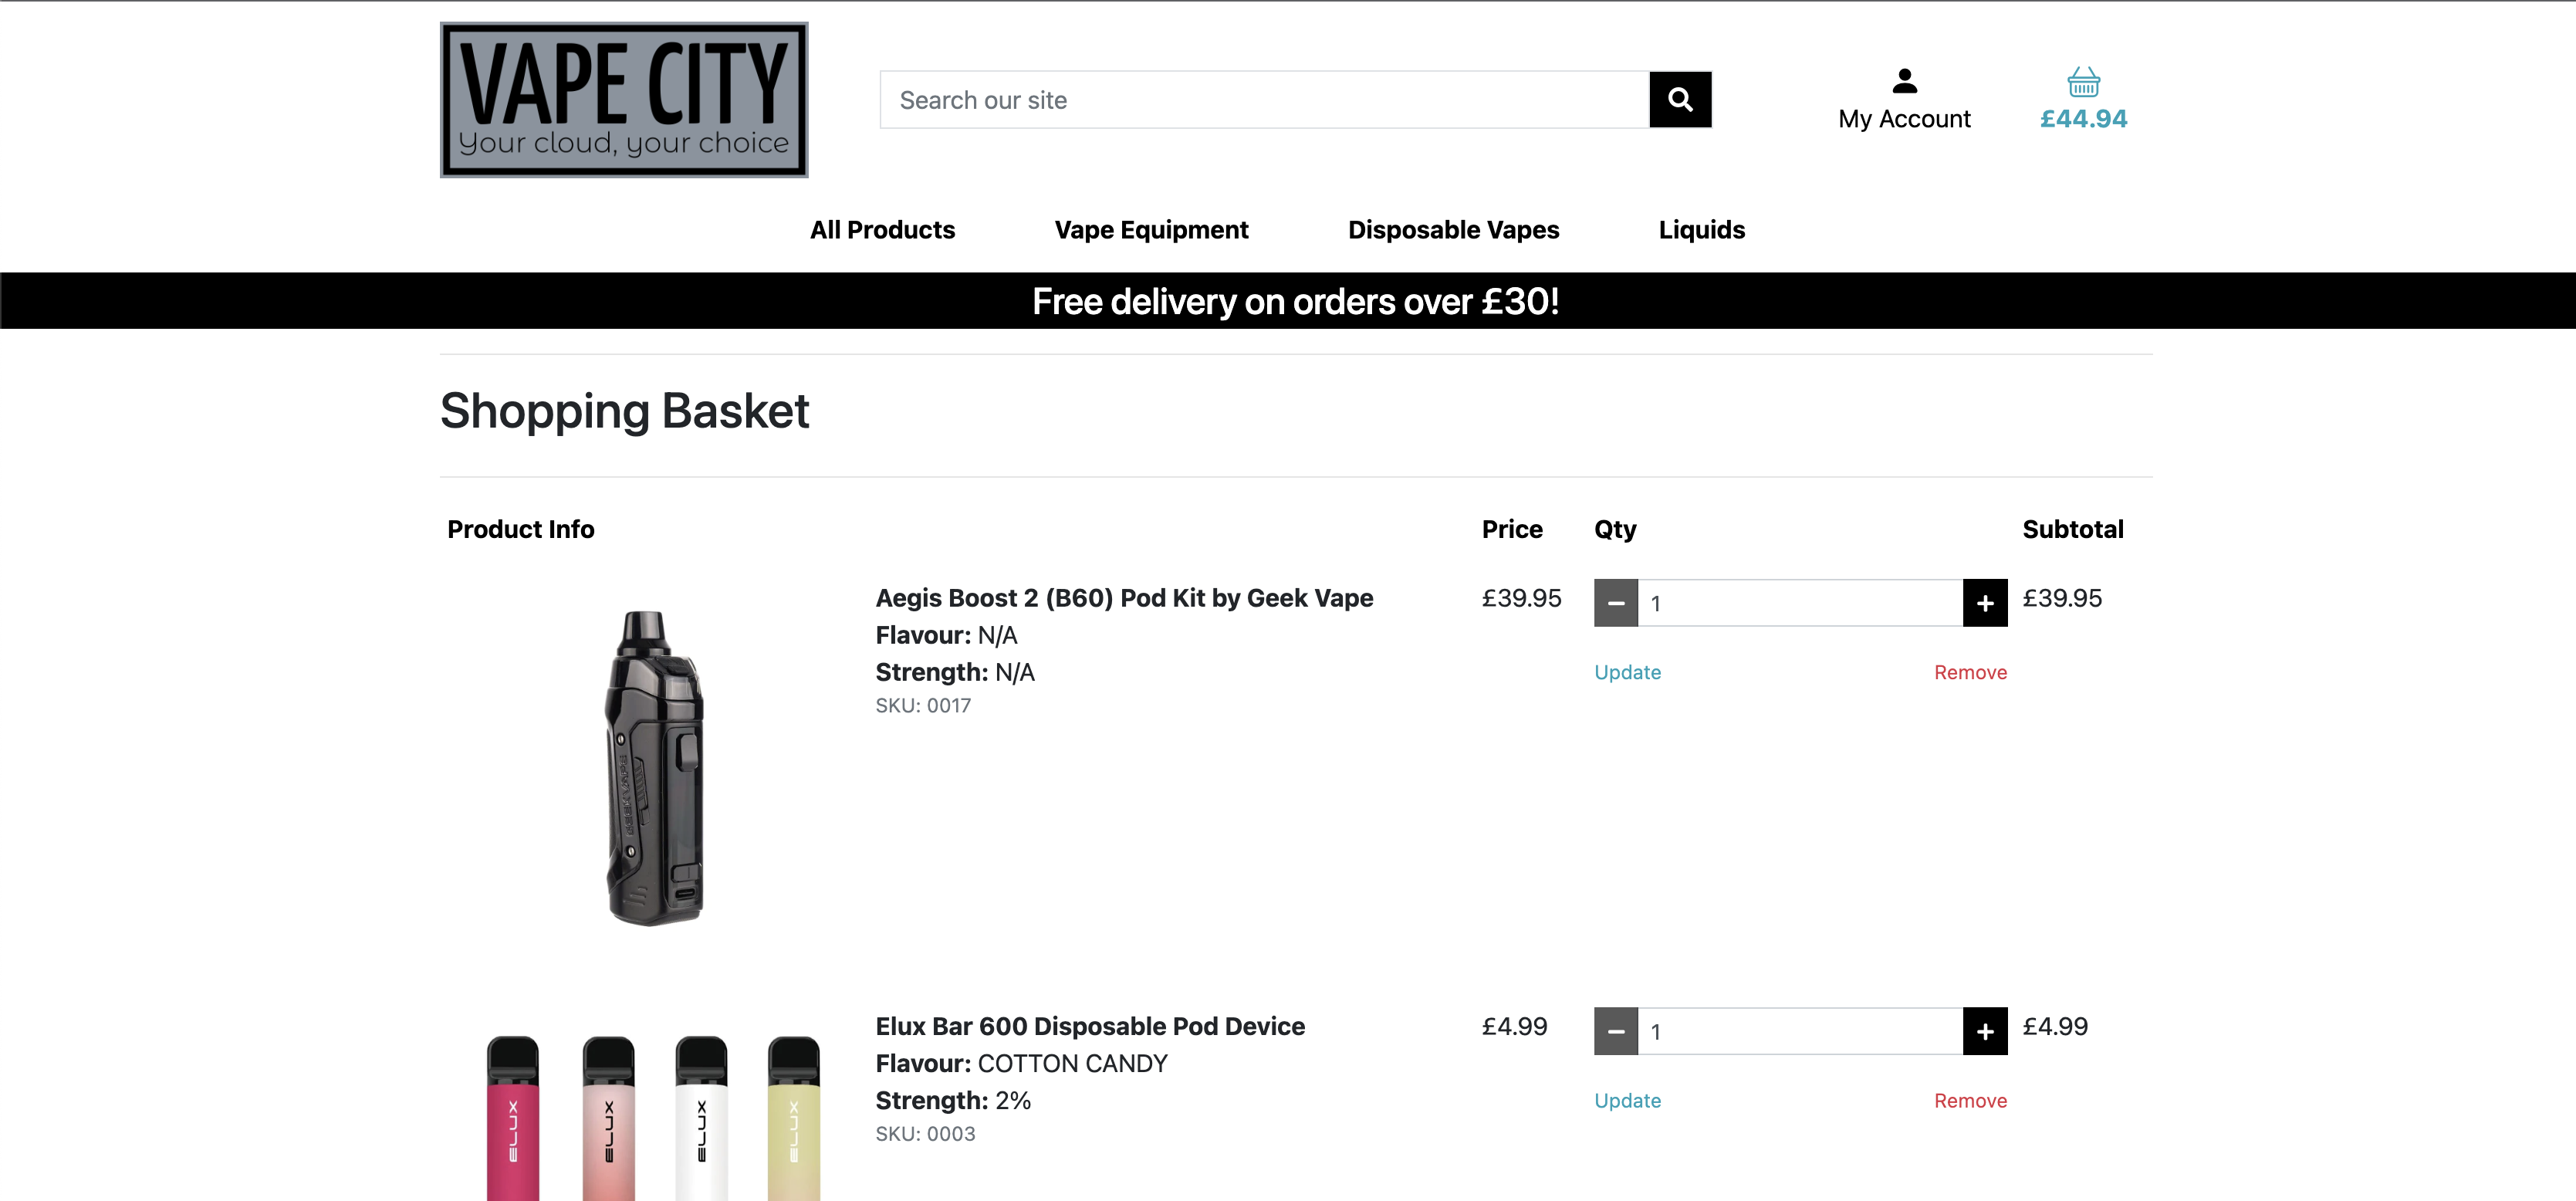 VAPE CITY
Your cloud, your choice
Search our site
My Account
£44.94
All Products
Vape Equipment
Disposable Vapes
Liquids
Free delivery on orders over £30!
Shopping Basket
Product Info
Price
Qty
Subtotal
Aegis Boost 2 (B60) Pod Kit by Geek Vape
Flavour: N/A
Strength: N/A
SKU: 0017
£39.95
1
£39.95
Update
Remove
GEEKVAPE
Elux Bar 600 Disposable Pod Device
Flavour: COTTON CANDY
Strength: 2%
SKU: 0003
£4.99
1
£4.99
Update
Remove
ELUX
ELUX
ELUX
ELUX